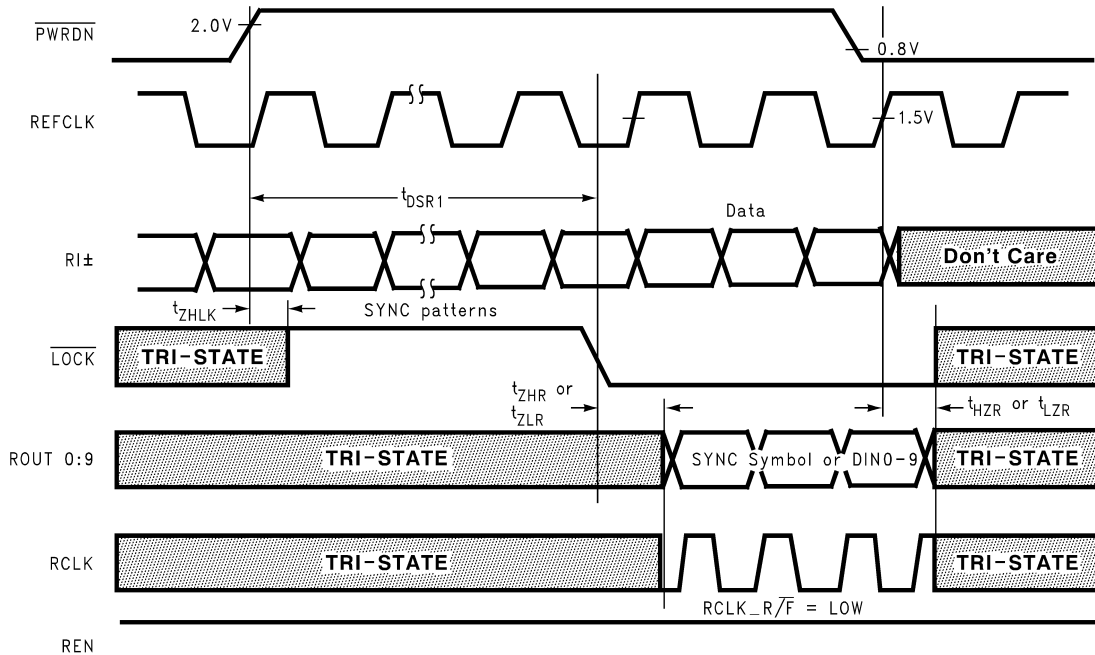 PWRDN
2.0V
0.8V
REFCLK
1.5V
tDSR1
Data
RI±
Don't Care
tZHLK
SYNC patterns
LOCK
TRI-STATE
TRI-STATE
tZHR or
tZLR
tHZR or tLZR
ROUT 0:9
TRI-STATE
SYNC Symbol or DIN0-9
TRI-STATE
RCLK
TRI-STATE
TRI-STATE
RCLK_R/F = LOW
REN